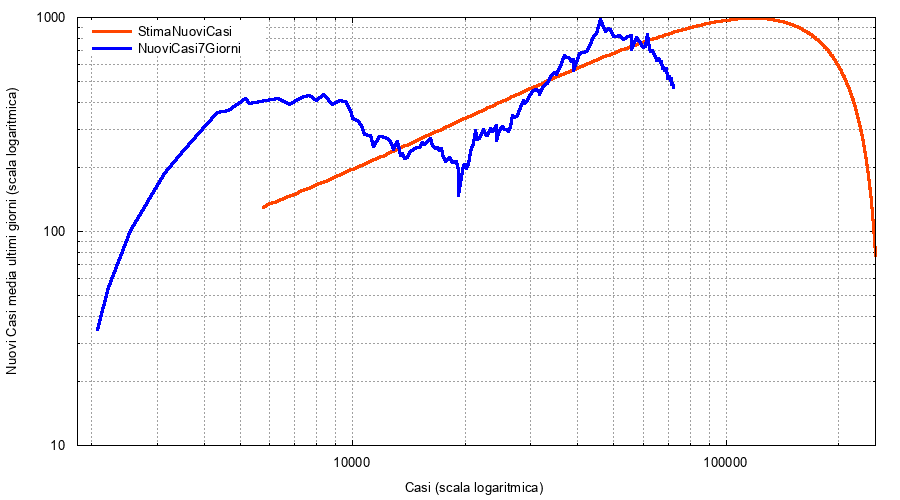 1000
StimaNuoviCasi
NuoviCasi7Giorni
100
10
Nuovi Casi media ultimi giorni (scala logaritmica)
10000
100000
Casi (scala logaritmica)